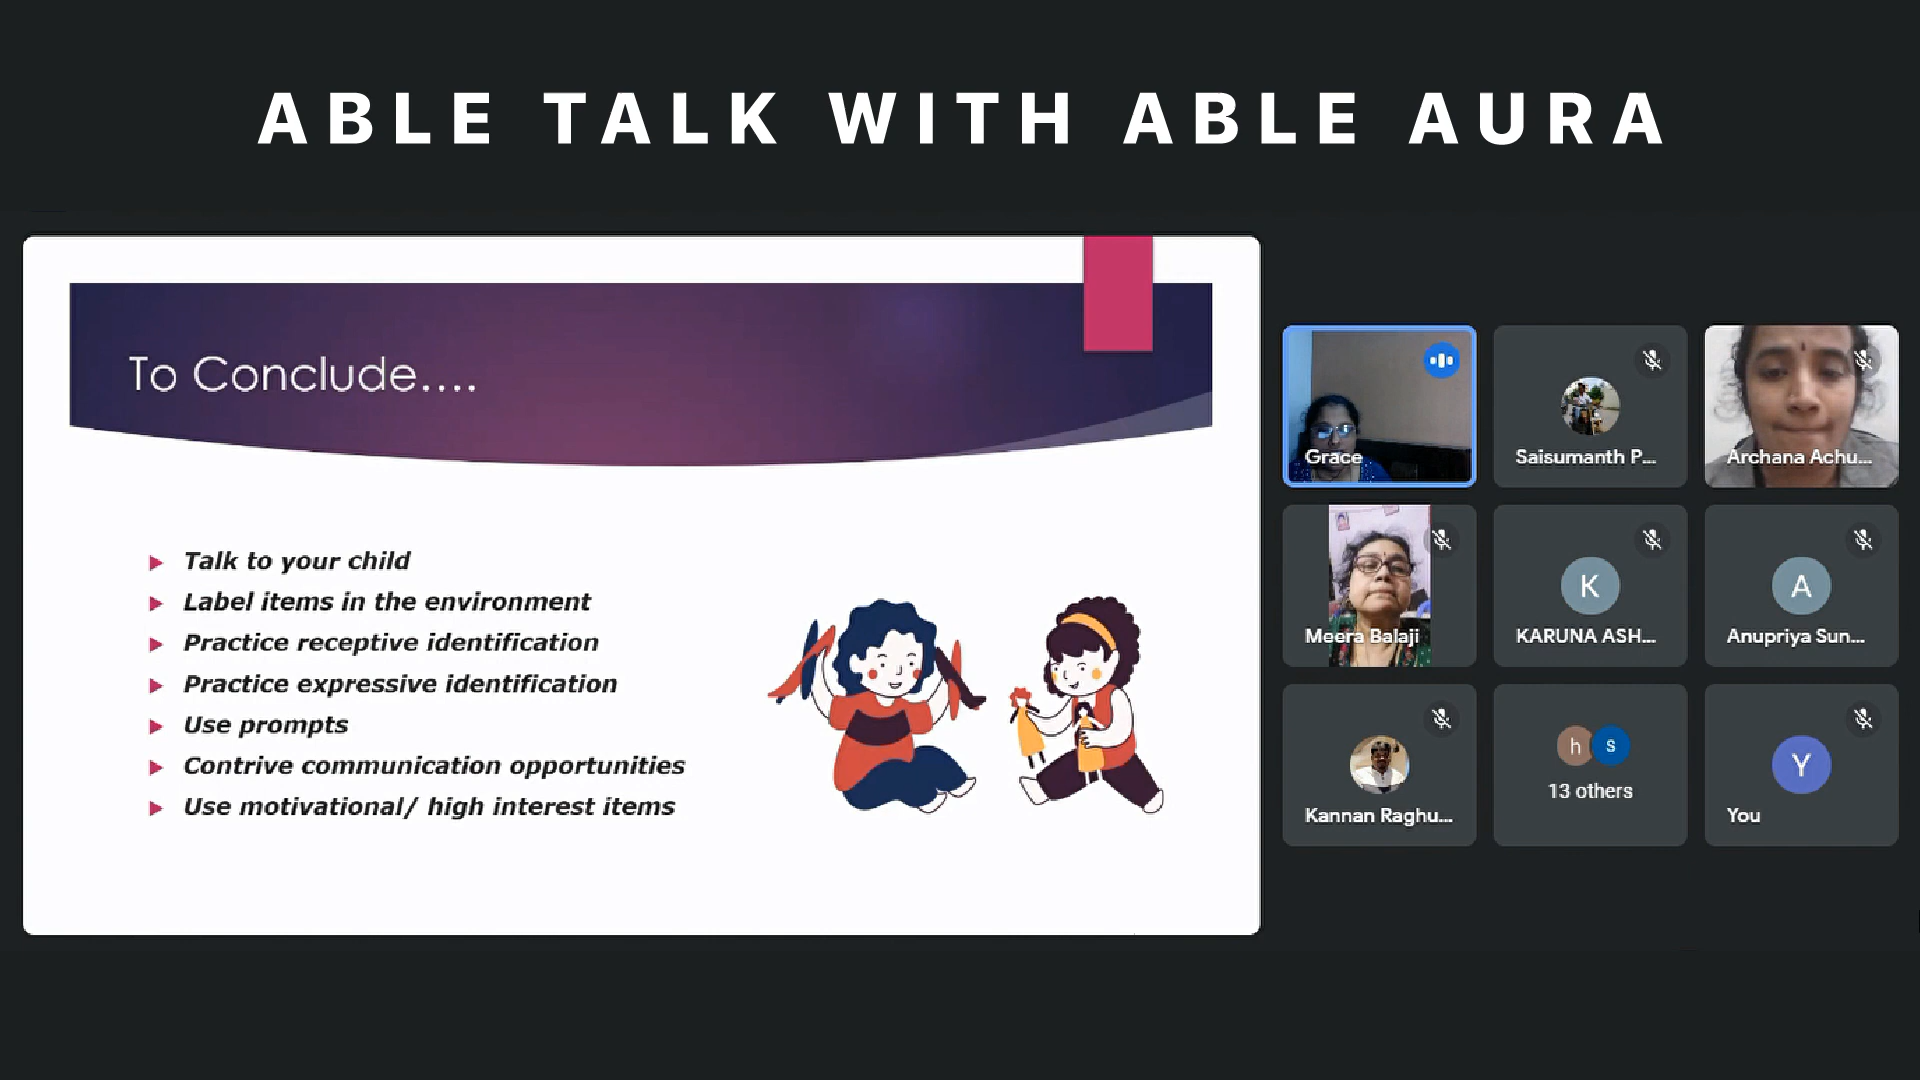 ABLE TALK WITH ABLE AURA
To Conclude....
Talk to your child
Label items in the environment
Practice receptive identification
Practice expressive identification
Use prompts
Contrive communication opportunities
Use motivational/ high interest items
Grace
Saisumanth P...
Archana Achu...
Meera Balaji
K
KARUNA ASH...
A
Anupriya Sun...
Kannan Raghu...
h s
13 others
Y
You